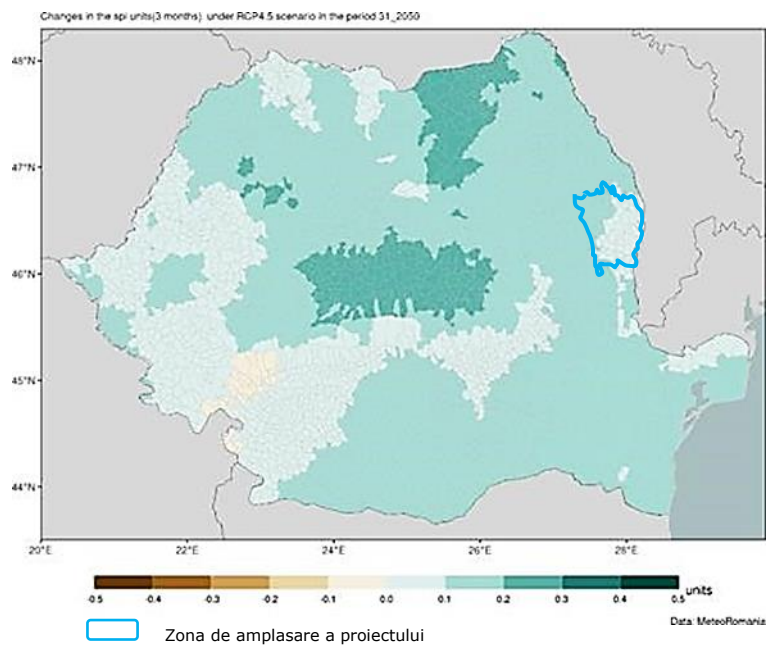 Changes in the spi units(3 months) under RCP4.5 scenario in the period 31_2050
48°N
47°N
46°N
45°N
44°N
20°E 22°E 24°E 26°E 28°E
-0.5 -0.4 -0.3 -0.2 -0.1 0.0 0.1 0.2 0.3 0.4 0.5 units
Data: MeteoRomania
Zona de amplasare a proiectului